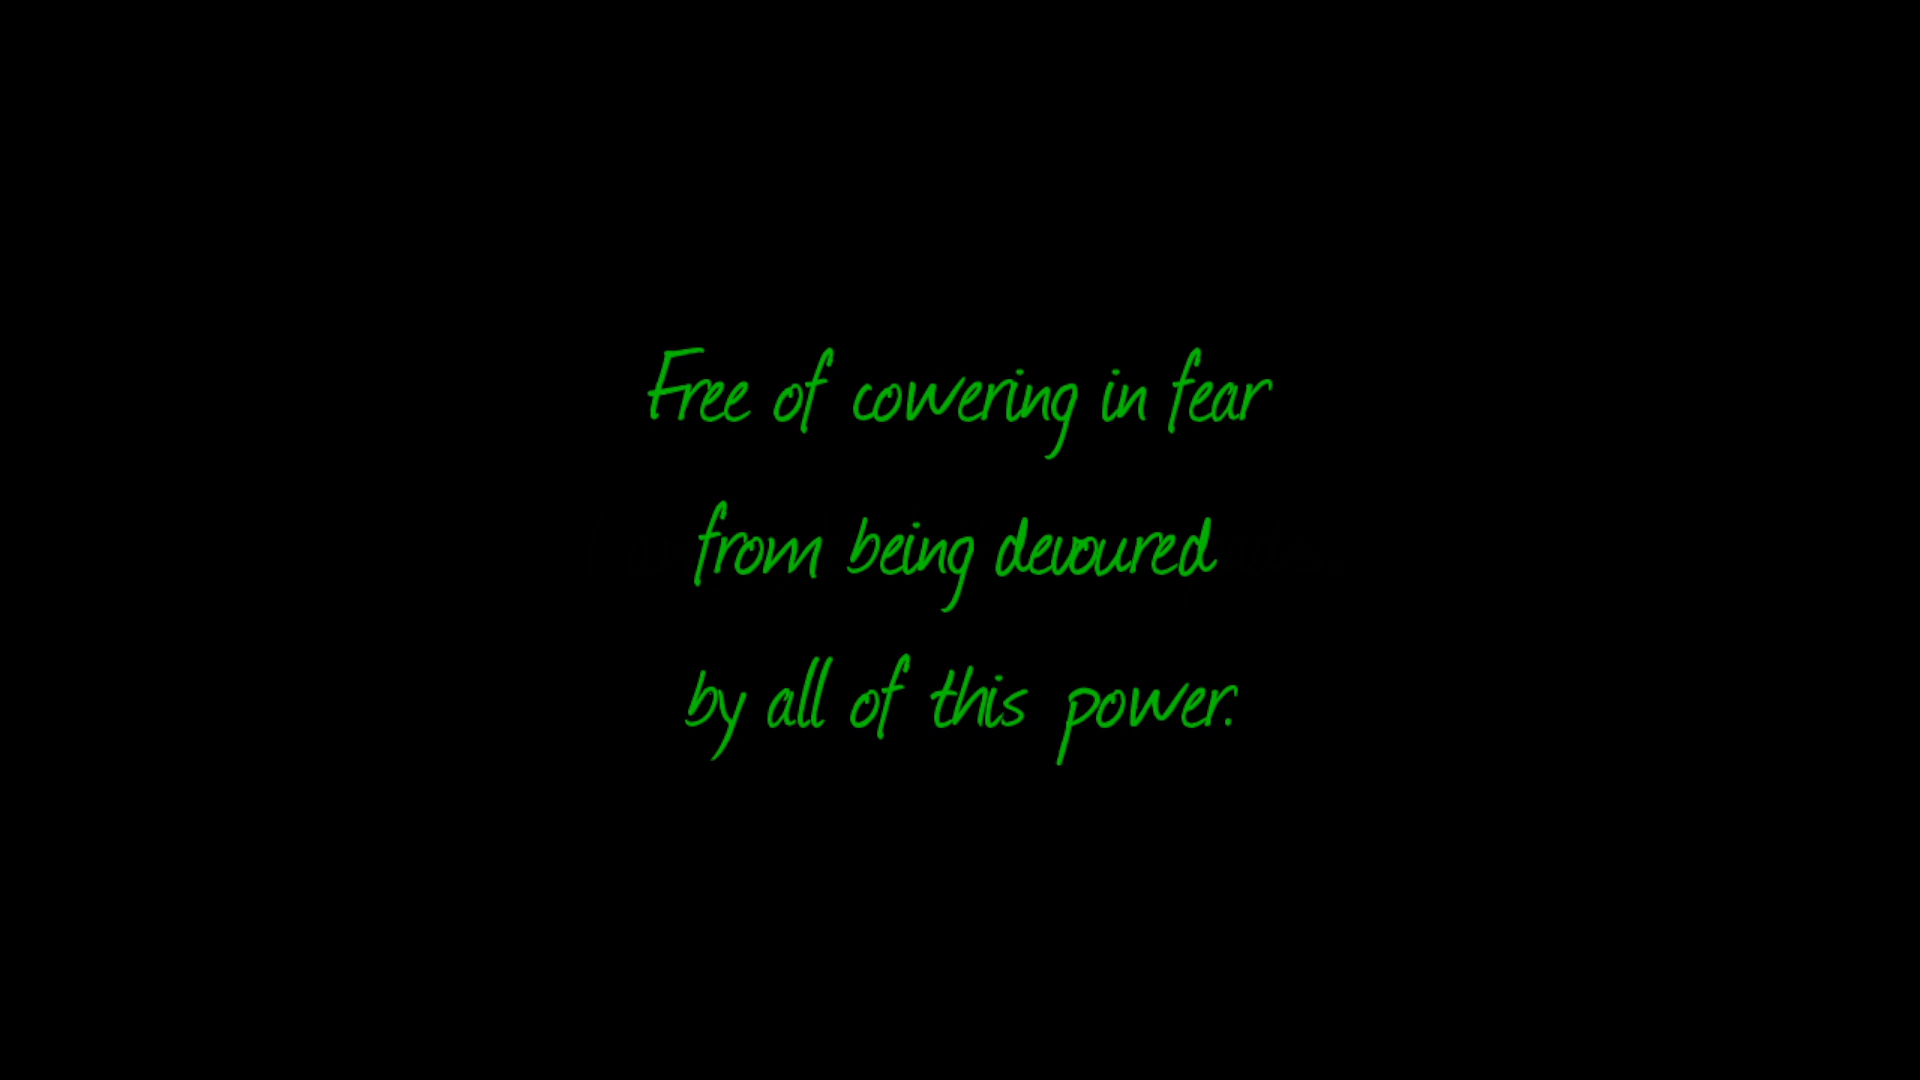 Free of cowering in fear
from being devoured
by all of this power.